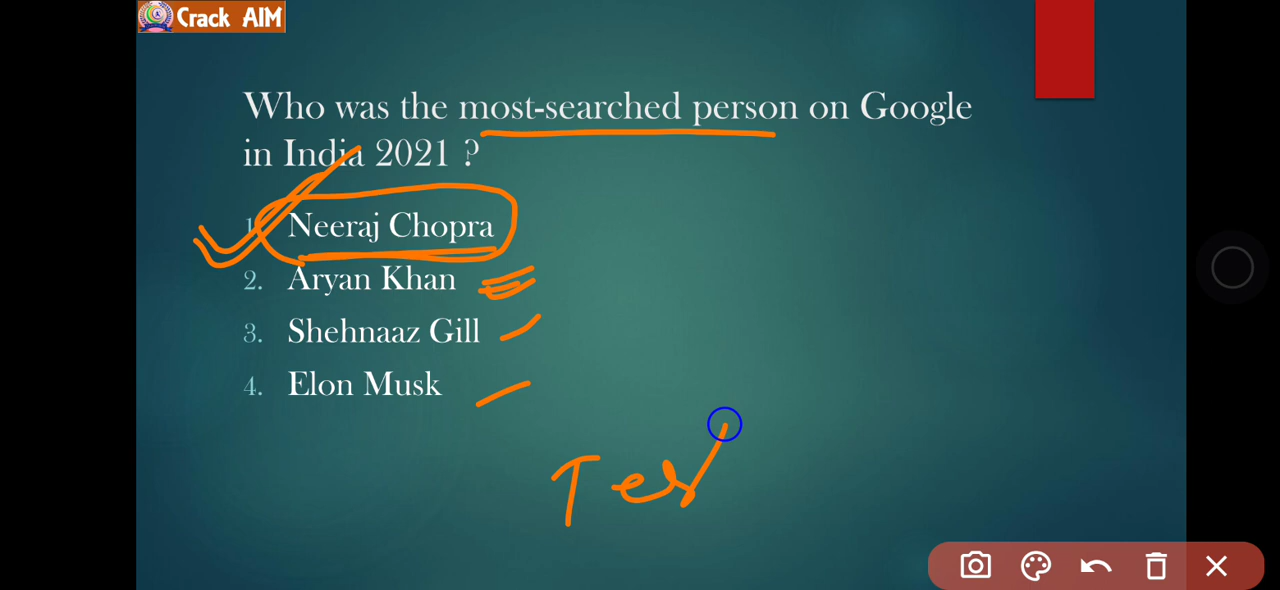 Crack AIM
Who was the most-searched person on Google
in India 2021 ?
1. Neeraj Chopra
2. Aryan Khan
3. Shehnaaz Gill
4. Elon Musk
Tes